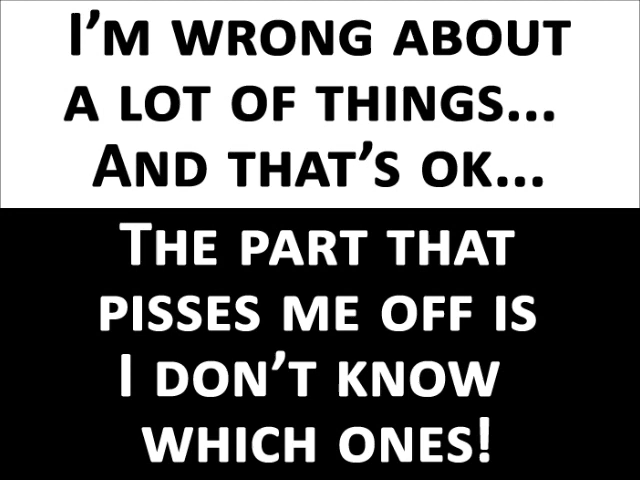 I'M WRONG ABOUT
A LOT OF THINGS...
AND THAT'S OK...
THE PART THAT
PISSES ME OFF IS
I DON'T KNOW
WHICH ONES!